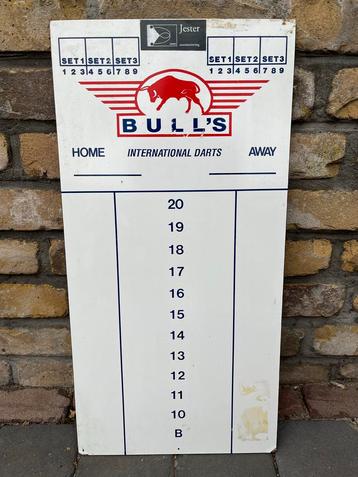 Jester
SET1 SET2 SET3
1 2 3 4 5 6 7 8 9
SET1 SET2 SET3
1 2 3 4 5 6 7 8 9
BULL'S
HOME INTERNATIONAL DARTS AWAY
20
19
18
17
16
15
14
13
12
11
10
B